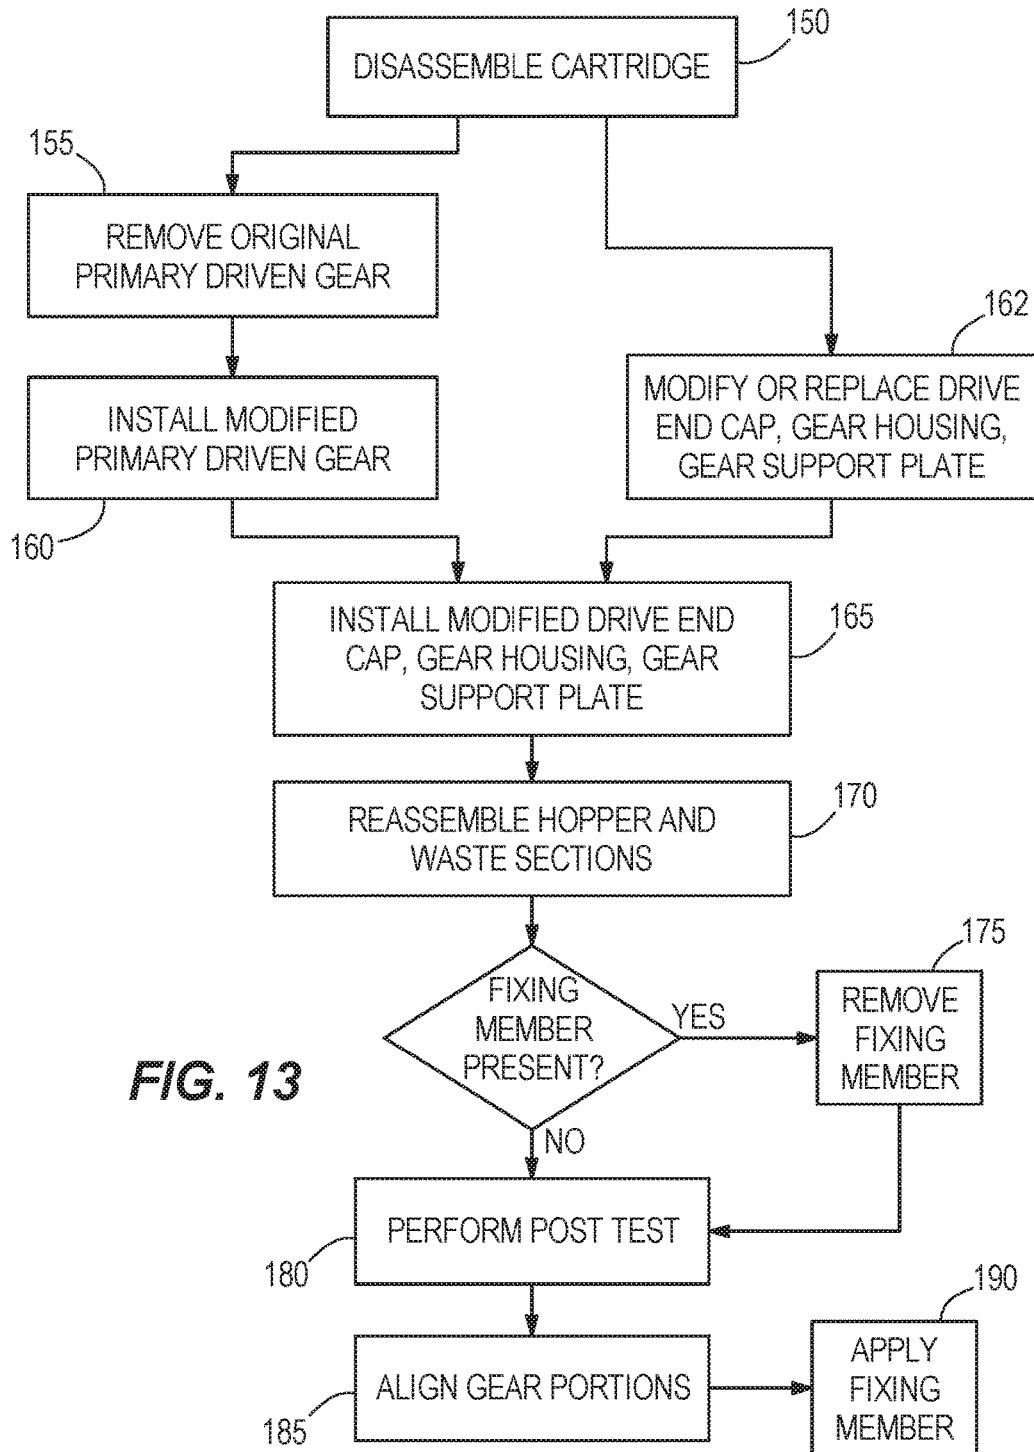 150
DISASSEMBLE CARTRIDGE
155
REMOVE ORIGINAL
PRIMARY DRIVEN GEAR
162
MODIFY OR REPLACE DRIVE
END CAP, GEAR HOUSING,
GEAR SUPPORT PLATE
INSTALL MODIFIED
PRIMARY DRIVEN GEAR
160
INSTALL MODIFIED DRIVE END
CAP, GEAR HOUSING, GEAR
SUPPORT PLATE
165
REASSEMBLE HOPPER AND
WASTE SECTIONS
170
FIXING
MEMBER
PRESENT?
YES
175
REMOVE
FIXING
MEMBER
FIG. 13
NO
PERFORM POST TEST
180
ALIGN GEAR PORTIONS
185
190
APPLY
FIXING
MEMBER